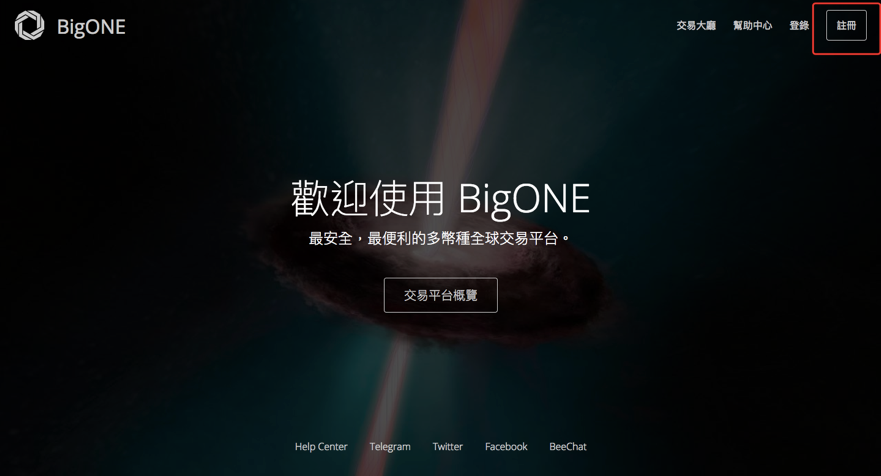 BigONE
交易大廳 幫助中心 登錄 註冊
歡迎使用 BigONE
最安全，最便利的多幣種全球交易平台。
交易平台概覽
Help Center Telegram Twitter Facebook BeeChat